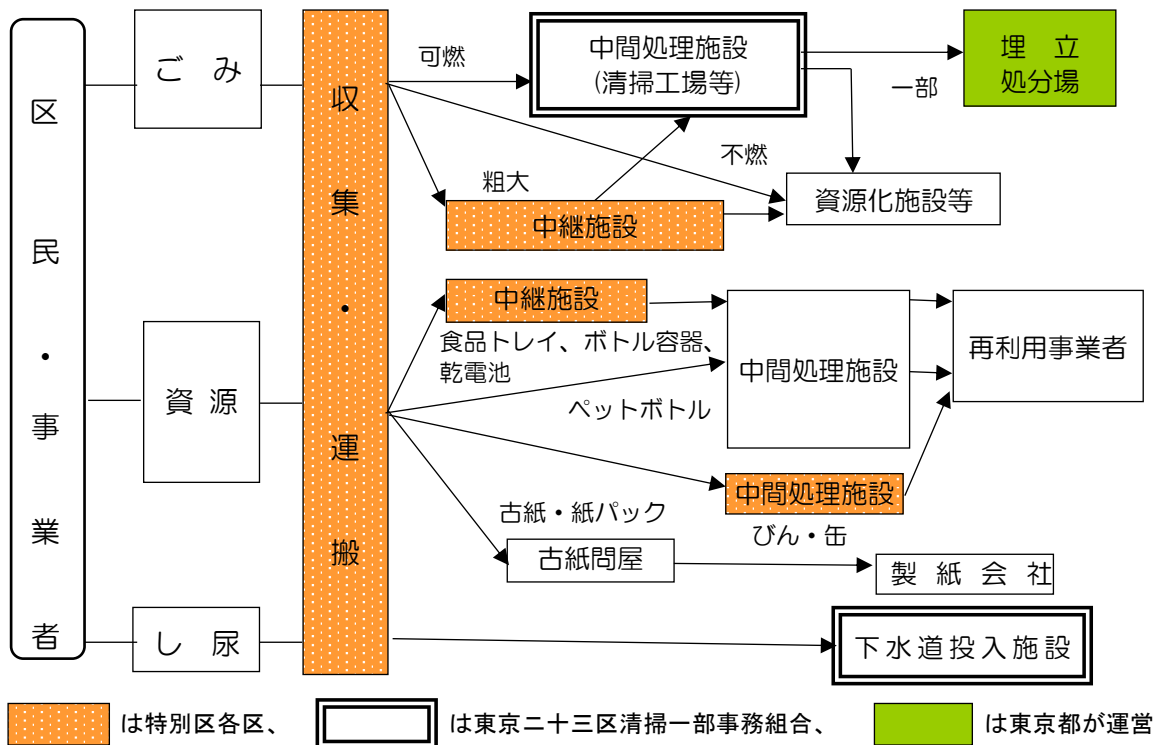 区民・事業者
ごみ
収集・運搬
可燃
中間処理施設
(清掃工場等)
一部
埋立
処分場
不燃
粗大
中継施設
資源化施設等
資源
中継施設
食品トレイ、ボトル容器、
乾電池
中間処理施設
再利用事業者
ペットボトル
中間処理施設
びん・缶
古紙・紙パック
古紙問屋
製紙会社
し尿
下水道投入施設
は特別区各区、
は東京二十三区清掃一部事務組合、
は東京都が運営